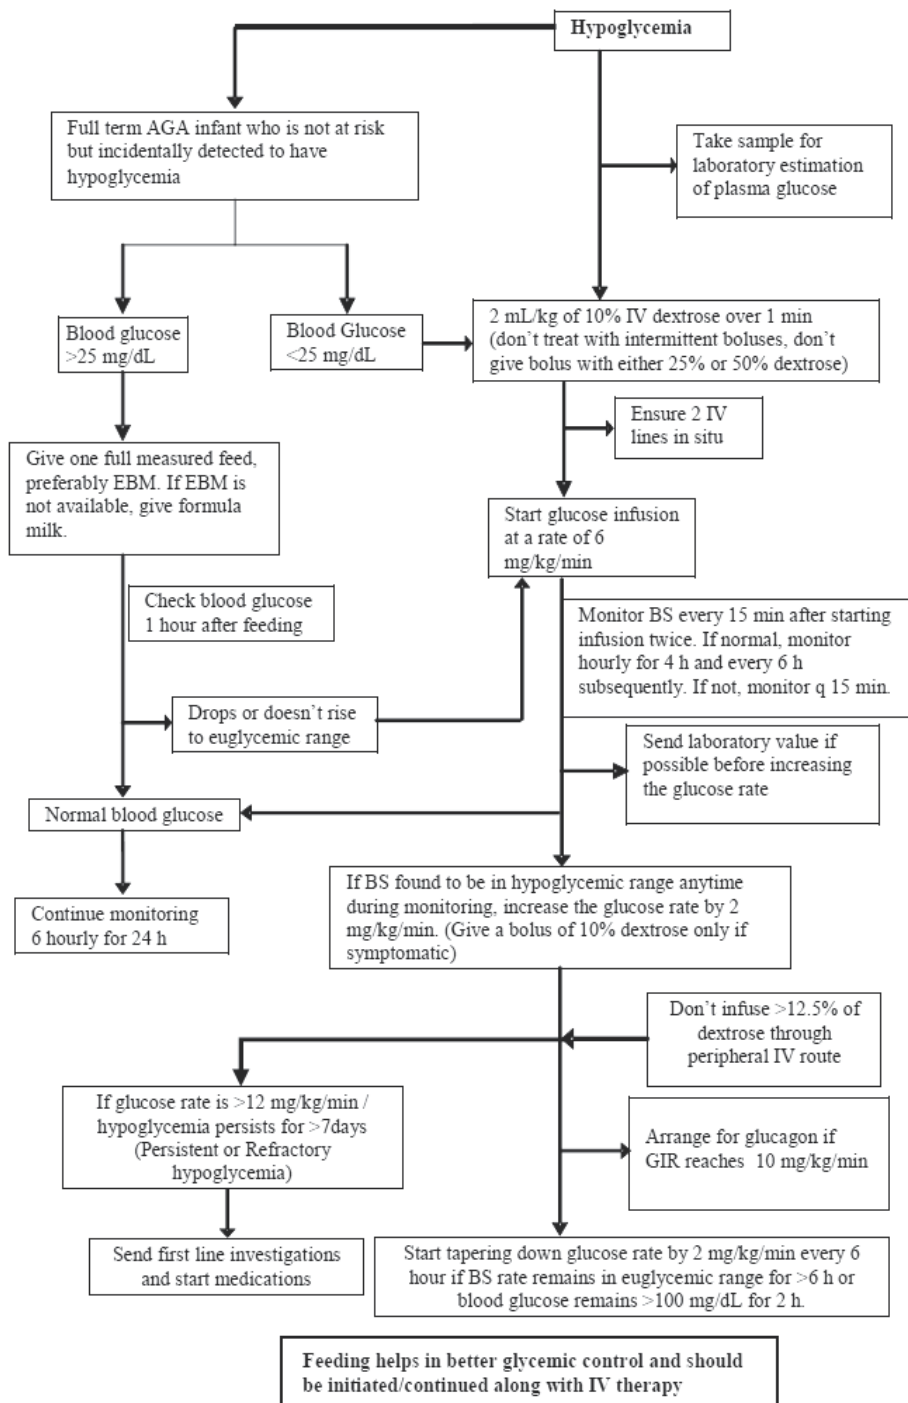 Hypoglycemia
Full term AGA infant who is not at risk
but incidentally detected to have
hypoglycemia
Take sample for
laboratory estimation
of plasma glucose
Blood glucose
>25 mg/dL
Blood Glucose
<25 mg/dL
2 mL/kg of 10% IV dextrose over 1 min
(don't treat with intermittent boluses, don't
give bolus with either 25% or 50% dextrose)
Ensure 2 IV
lines in situ
Give one full measured feed,
preferably EBM. If EBM is
not available, give formula
milk.
Start glucose infusion
at a rate of 6
mg/kg/min
Check blood glucose
1 hour after feeding
Monitor BS every 15 min after starting
infusion twice. If normal, monitor
hourly for 4 h and every 6 h
subsequently. If not, monitor q 15 min.
Drops or doesn't rise
to euglycemic range
Send laboratory value if
possible before increasing
the glucose rate
Normal blood glucose
Continue monitoring
6 hourly for 24 h
If BS found to be in hypoglycemic range anytime
during monitoring, increase the glucose rate by 2
mg/kg/min. (Give a bolus of 10% dextrose only if
symptomatic)
Don't infuse >12.5% of
dextrose through
peripheral IV route
If glucose rate is >12 mg/kg/min /
hypoglycemia persists for >7days
(Persistent or Refractory
hypoglycemia)
Arrange for glucagon if
GIR reaches 10 mg/kg/min
Send first line investigations
and start medications
Start tapering down glucose rate by 2 mg/kg/min every 6
hour if BS rate remains in euglycemic range for >6 h or
blood glucose remains >100 mg/dL for 2 h.
Feeding helps in better glycemic control and should
be initiated/continued along with IV therapy